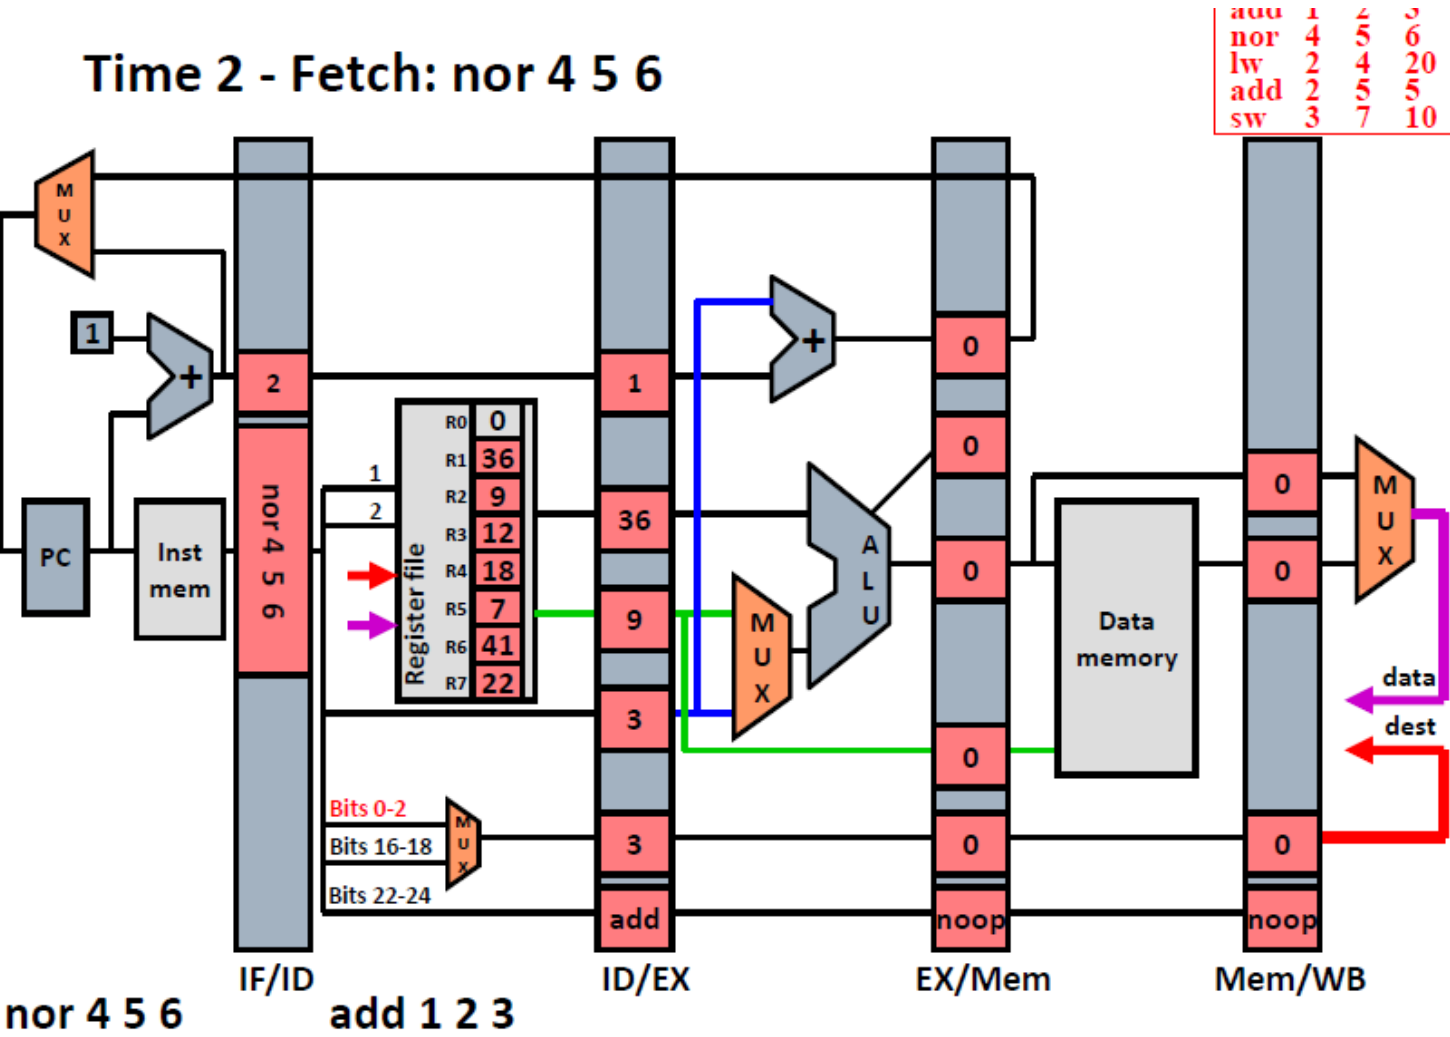 add 1 2 3
Time 2 - Fetch: nor 4 5 6
nor 4 5 6
lw 2 4 20
add 2 5 5
sw 3 7 10
M
U
X
1
+
2
1
+
0
0
R0 0
R1 36
R2 9
R3 12
R4 18
R5 7
R6 41
R7 22
Register file
1
2
PC
Inst
mem
nor 4 5 6
36
9
3
M
U
X
A
L
U
0
0
Data
memory
0
0
M
U
X
data
dest
Bits 0-2
Bits 16-18
Bits 22-24
M
U
X
3
0
0
add
noop
noop
IF/ID
ID/EX
EX/Mem
Mem/WB
nor 4 5 6
add 1 2 3